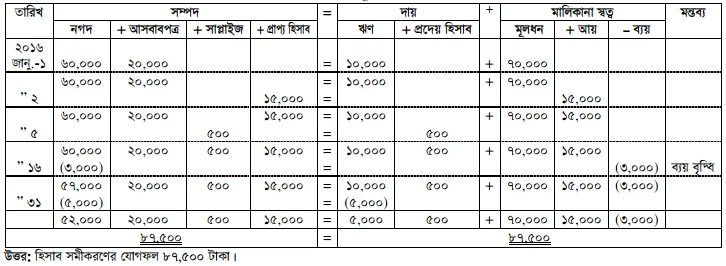 তারিখ সম্পদ = দায় + মালিকানা স্বত্ব মন্তব্য
নগদ + আসবাবপত্র + সাপ্লাইজ + প্রাপ্য হিসাব ঋণ + প্রদেয় হিসাব মূলধন + আয় – ব্যয়
২০১৬
জানু.-১ ৬০,০০০ ২০,০০০ = ১০,০০০ + ৭০,০০০
৬০,০০০ ২০,০০০ = ১০,০০০ + ৭০,০০০
” ২ ১৫,০০০ = ১৫,০০০
৬০,০০০ ২০,০০০ ১৫,০০০ = ১০,০০০ + ৭০,০০০ ১৫,০০০
” ৫ ৫০০ = ৫০০
৬০,০০০ ২০,০০০ ৫০০ ১৫,০০০ = ১০,০০০ ৫০০ + ৭০,০০০ ১৫,০০০
” ১৬ (৩,০০০) = (৩,০০০) ব্যয় বৃদ্ধি
৫৭,০০০ ২০,০০০ ৫০০ ১৫,০০০ = ১০,০০০ ৫০০ + ৭০,০০০ ১৫,০০০ (৩,০০০)
” ৩১ (৫,০০০) = (৫,০০০)
৫২,০০০ ২০,০০০ ৫০০ ১৫,০০০ = ৫,০০০ ৫০০ + ৭০,০০০ ১৫,০০০ (৩,০০০)
৮৭,৫০০ = ৮৭,৫০০
উত্তর: হিসাব সমীকরণের যোগফল ৮৭,৫০০ টাকা।